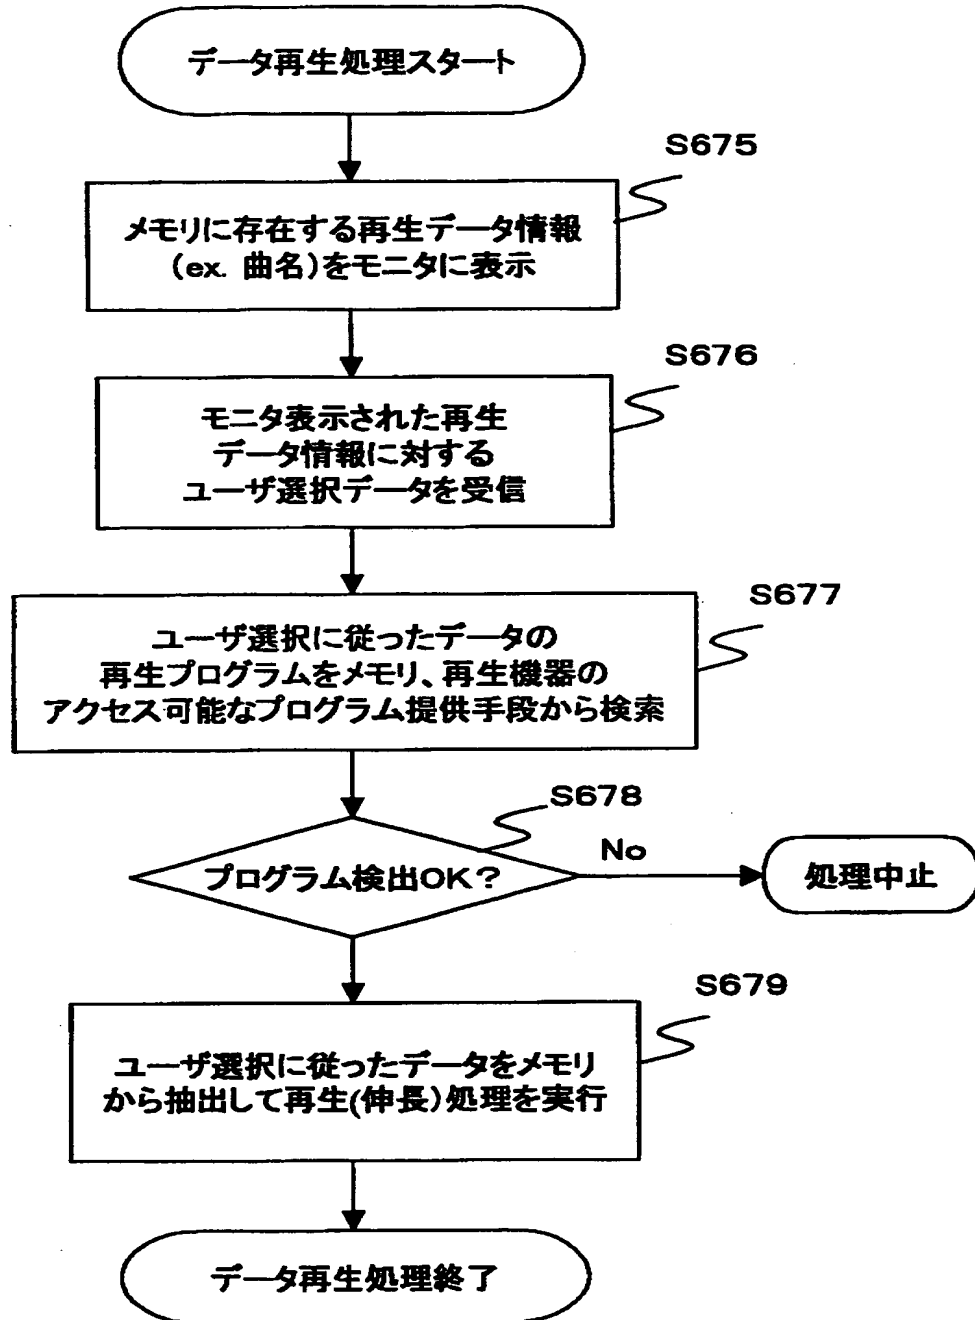 データ再生処理スタート
S675
メモリに存在する再生データ情報
(ex. 曲名)をモニタに表示
S676
モニタ表示された再生
データ情報に対する
ユーザ選択データを受信
S677
ユーザ選択に従ったデータの
再生プログラムをメモリ、再生機器の
アクセス可能なプログラム提供手段から検索
S678
プログラム検出OK?
No
処理中止
S679
ユーザ選択に従ったデータをメモリ
から抽出して再生(伸長)処理を実行
データ再生処理終了